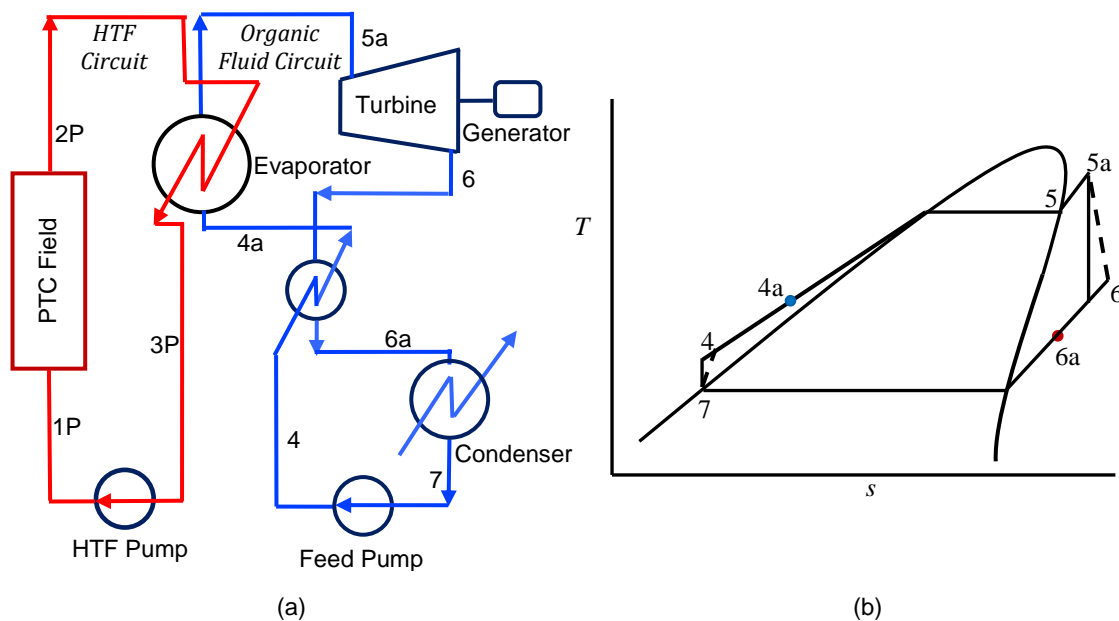 HTF
Circuit
Organic
Fluid Circuit
5a
Turbine
Generator
2P
Evaporator
6
4a
PTC Field
3P
6a
1P
4
Condenser
7
HTF Pump
Feed Pump
(a)
T
5a
5
4a
6
4
6a
7
s
(b)